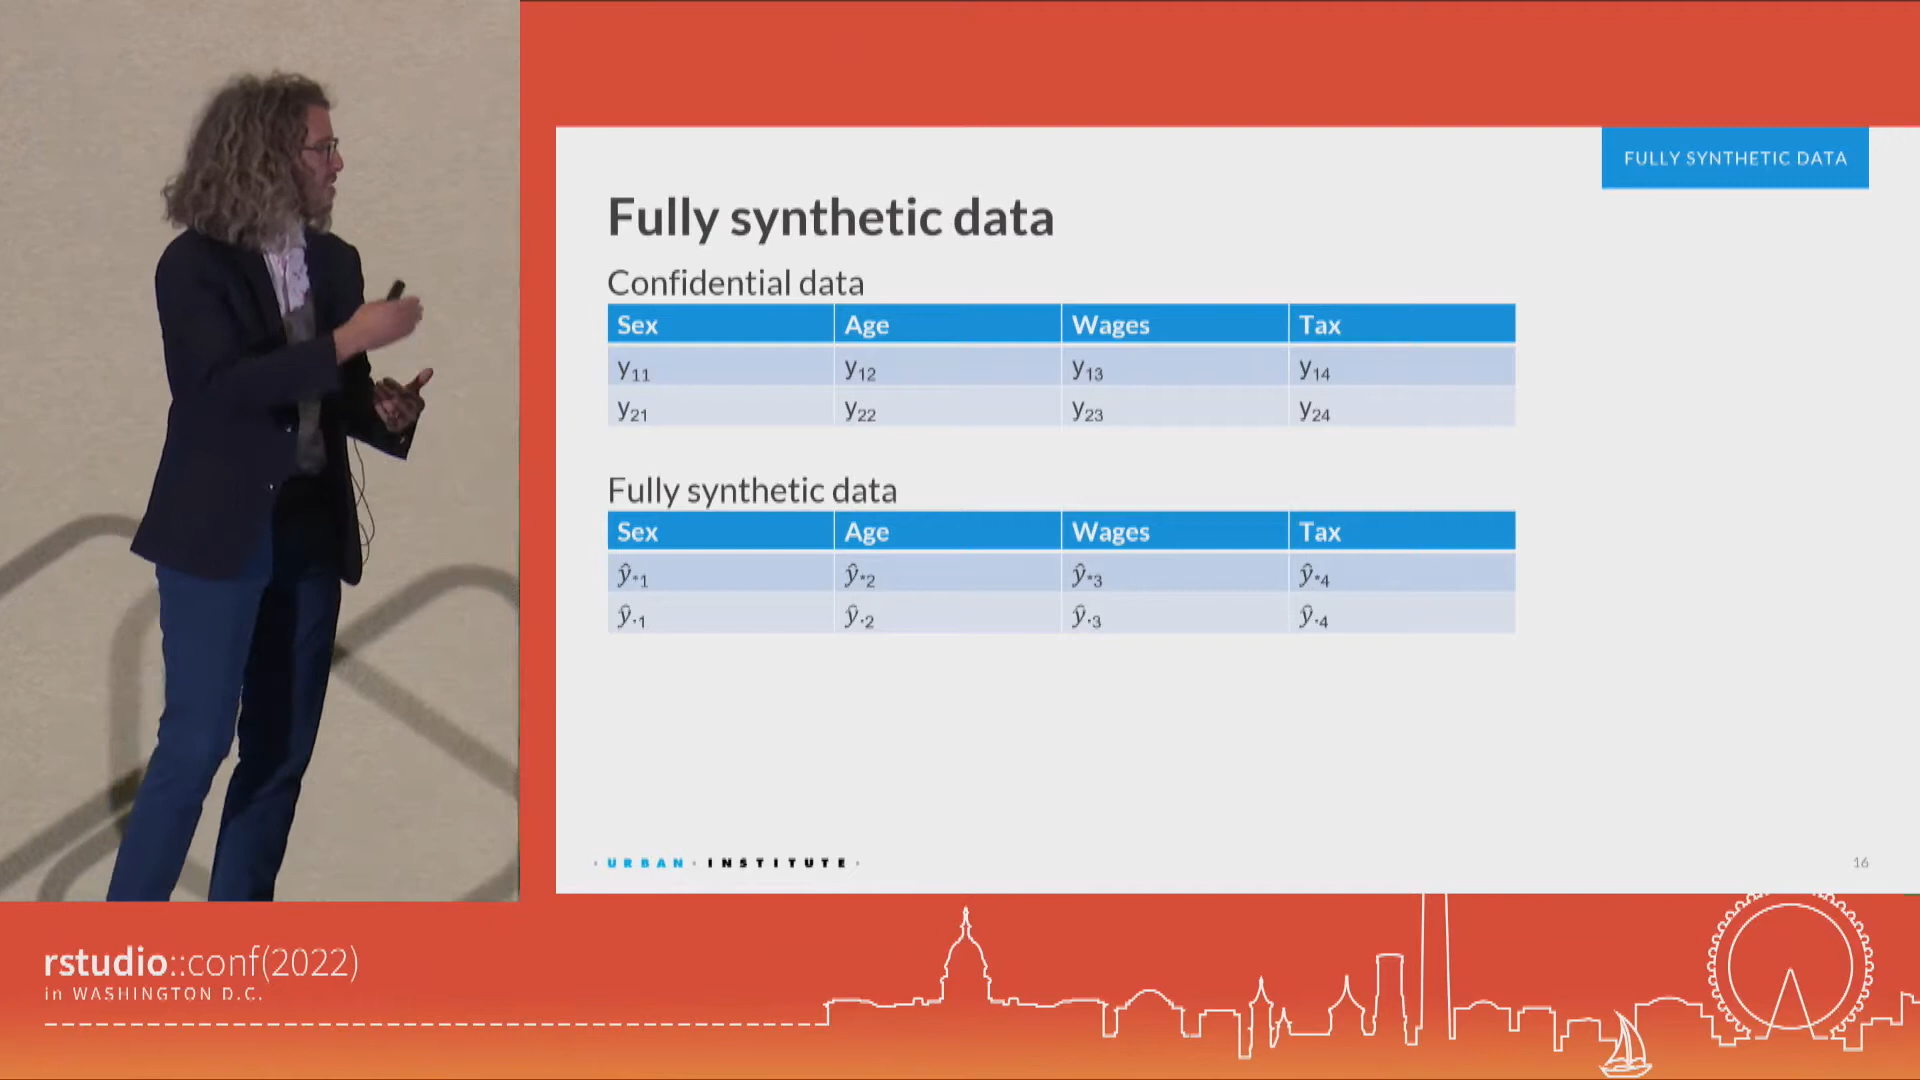 FULLY SYNTHETIC DATA
Fully synthetic data
Confidential data
Sex Age Wages Tax
y₁₁ y₁₂ y₁₃ y₁₄
y₂₁ y₂₂ y₂₃ y₂₄
Fully synthetic data
Sex Age Wages Tax
ŷ*₁ ŷ*₂ ŷ*₃ ŷ*₄
ŷ·₁ ŷ·₂ ŷ·₃ ŷ·₄
· URBAN · INSTITUTE ·
16
rstudio::conf(2022)
in WASHINGTON D.C.